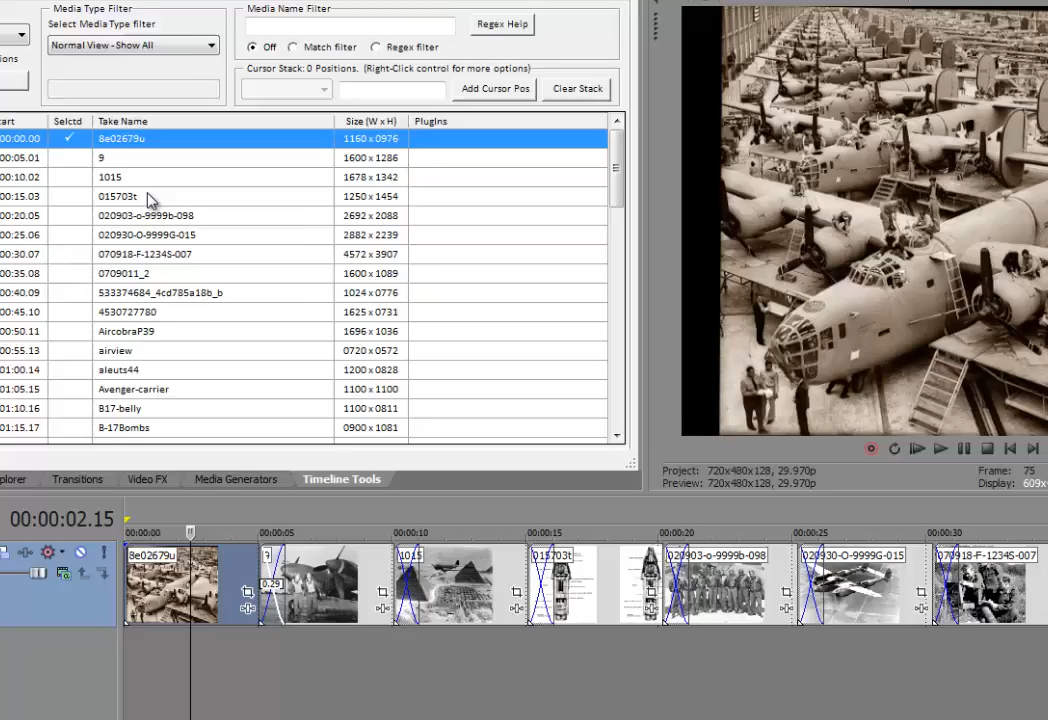 Media Type Filter
Select Media Type filter
Normal View - Show All
ions
Media Name Filter
Regex Help
Off Match filter Regex filter
Cursor Stack: 0 Positions. (Right-Click control for more options)
Add Cursor Pos Clear Stack
tart Selctd Take Name Size (W x H) PlugIns
00:00.00 ✓ 8e02679u 1160 x 0976
00:05.01 9 1600 x 1286
00:10.02 1015 1678 x 1342
00:15.03 015703t 1250 x 1454
00:20.05 020903-o-9999b-098 2692 x 2088
00:25.06 020930-O-9999G-015 2882 x 2239
00:30.07 070918-F-1234S-007 4572 x 3907
00:35.08 0709011_2 1600 x 1089
00:40.09 533374684_4cd785a18b_b 1024 x 0776
00:45.10 4530727780 1625 x 0731
00:50.11 AircobraP39 1696 x 1036
00:55.13 airview 0720 x 0572
01:00.14 aleuts44 1200 x 0828
01:05.15 Avenger-carrier 1100 x 1100
01:10.16 B17-belly 1100 x 0811
01:15.17 B-17Bombs 0900 x 1081
plorer Transitions Video FX Media Generators Timeline Tools
Project: 720x480x128, 29.970p
Preview: 720x480x128, 29.970p
Frame: 75
Display: 609x
00:00:02.15
00:00:00 00:00:05 00:00:10 00:00:15 00:00:20 00:00:25 00:00:30
8e02679u 1015 015703t 020903-o-9999b-098 020930-O-9999G-015 070918-F-1234S-007
0.29